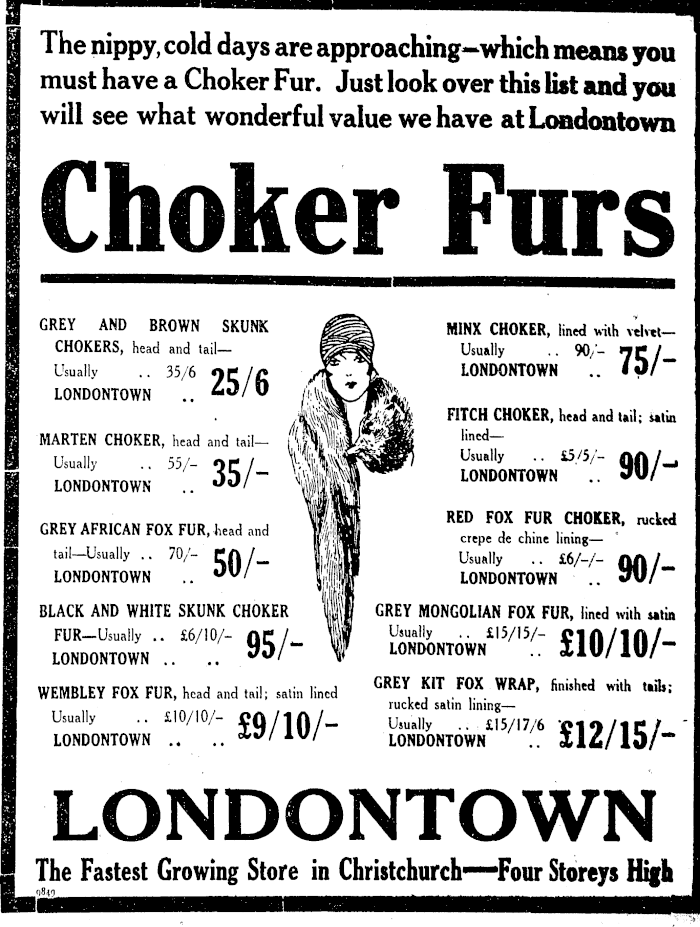 The nippy, cold days are approaching—which means you
must have a Choker Fur. Just look over this list and you
will see what wonderful value we have at Londontown
Choker Furs
GREY AND BROWN SKUNK
CHOKERS, head and tail—
Usually .. 35/6 25/6
LONDONTOWN ..
MARTEN CHOKER, head and tail—
Usually .. 55/- 35/-
LONDONTOWN ..
GREY AFRICAN FOX FUR, head and
tail—Usually .. 70/- 50/-
LONDONTOWN ..
BLACK AND WHITE SKUNK CHOKER
FUR—Usually .. £6/10/- 95/-
LONDONTOWN .. ..
WEMBLEY FOX FUR, head and tail; satin lined
Usually .. £10/10/- £9/10/-
LONDONTOWN .. ..
MINX CHOKER, lined with velvet—
Usually .. 90/- 75/-
LONDONTOWN ..
FITCH CHOKER, head and tail; satin
lined—
Usually .. £5/5/- 90/-
LONDONTOWN ..
RED FOX FUR CHOKER, rucked
crepe de chine lining—
Usually .. £6/-/- 90/-
LONDONTOWN ..
GREY MONGOLIAN FOX FUR, lined with satin
Usually .. £15/15/- £10/10/-
LONDONTOWN ..
GREY KIT FOX WRAP, finished with tails;
rucked satin lining—
Usually .. £15/17/6 £12/15/-
LONDONTOWN ..
LONDONTOWN
The Fastest Growing Store in Christchurch—Four Storeys High
9849